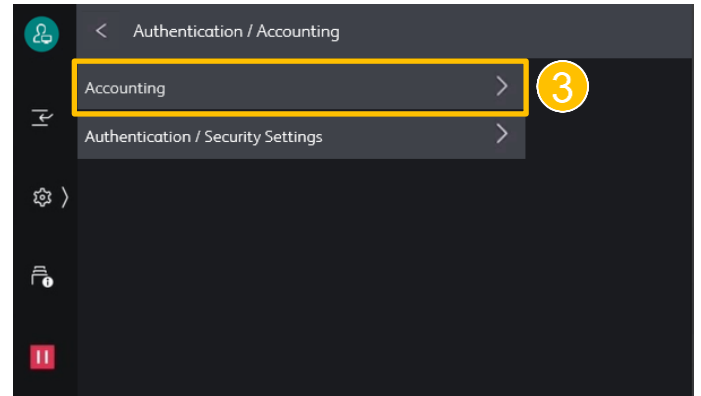 < Authentication / Accounting
Accounting >
3
Authentication / Security Settings >